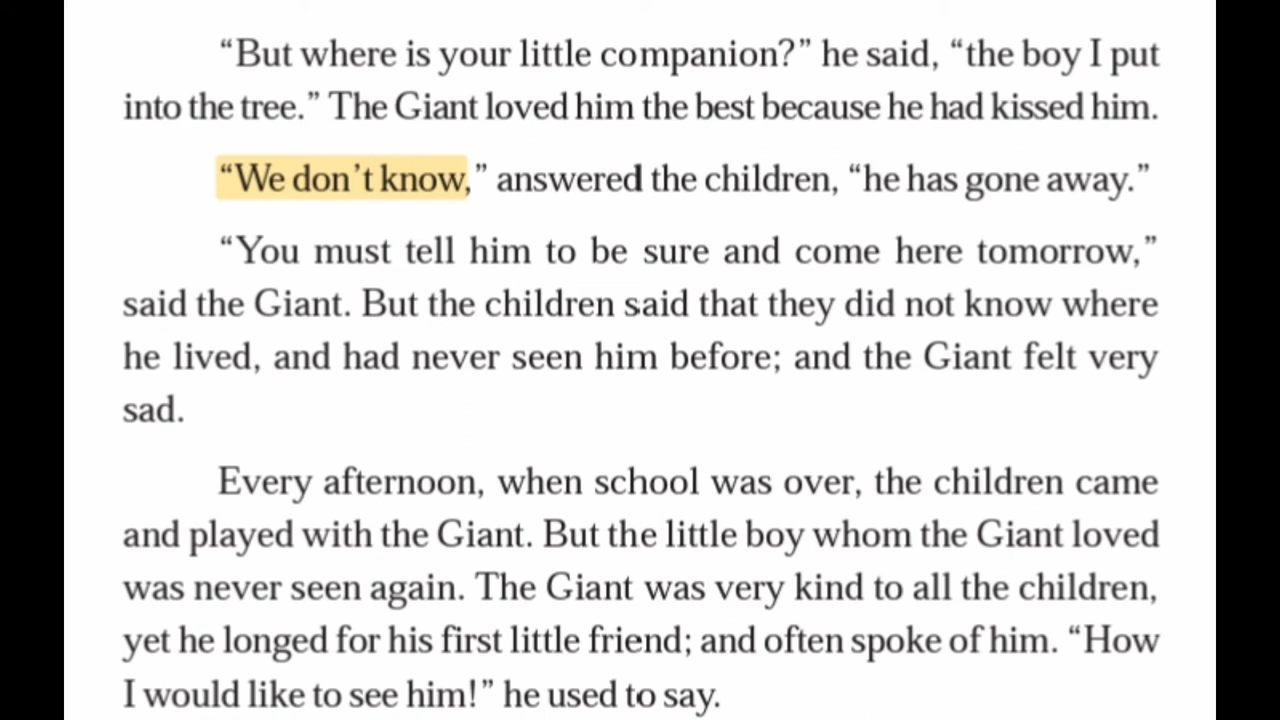 “But where is your little companion?” he said, “the boy I put
into the tree.” The Giant loved him the best because he had kissed him.
“We don’t know,” answered the children, “he has gone away.”
“You must tell him to be sure and come here tomorrow,”
said the Giant. But the children said that they did not know where
he lived, and had never seen him before; and the Giant felt very
sad.
Every afternoon, when school was over, the children came
and played with the Giant. But the little boy whom the Giant loved
was never seen again. The Giant was very kind to all the children,
yet he longed for his first little friend; and often spoke of him. “How
I would like to see him!” he used to say.